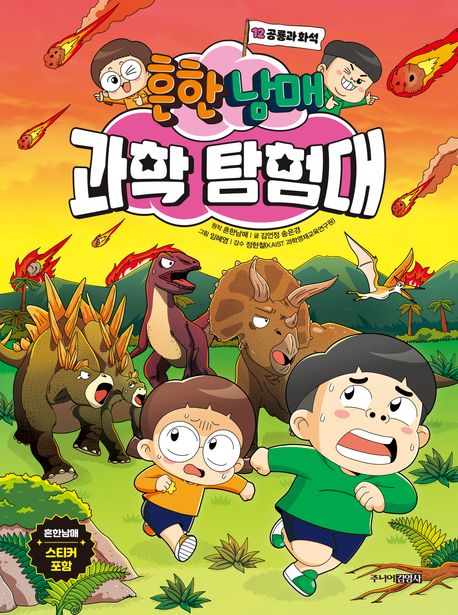 12 공룡과 화석
흔한남매
과학 탐험대
원작 흔한남매 | 글 김언정 송은경
그림 임혜영 | 감수 정현철(KAIST 과학영재교육연구원)
흔한남매
스티커
포함
주니어김영사